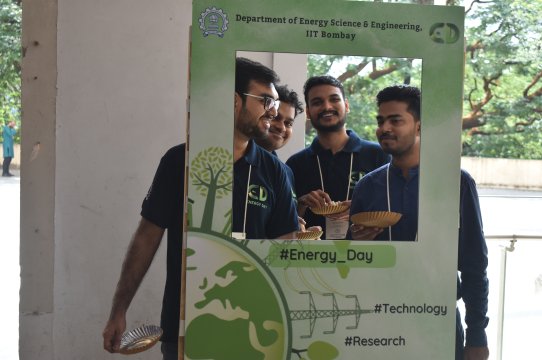 Department of Energy Science & Engineering,
IIT Bombay
#Energy_Day
#Technology
#Research